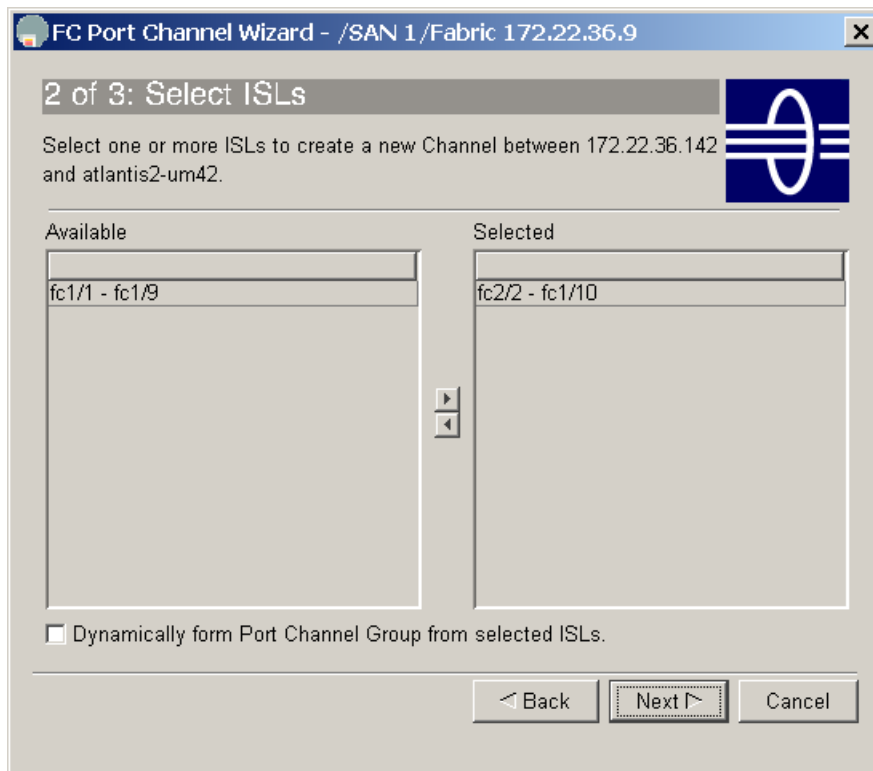 FC Port Channel Wizard - /SAN 1/Fabric 172.22.36.9
2 of 3: Select ISLs
Select one or more ISLs to create a new Channel between 172.22.36.142
and atlantis2-um42.
Available
Selected
fc1/1 - fc1/9
fc2/2 - fc1/10
Dynamically form Port Channel Group from selected ISLs.
Back
Next
Cancel